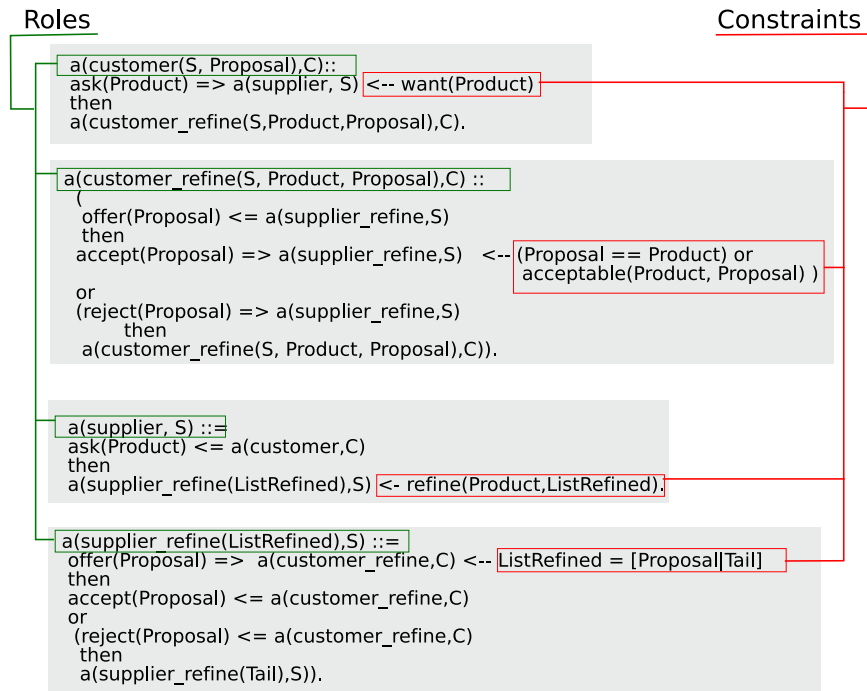 Roles
Constraints
a(customer(S, Proposal),C)::
ask(Product) => a(supplier, S) <-- want(Product)
then
a(customer_refine(S,Product,Proposal),C).
a(customer_refine(S, Product, Proposal),C) ::
(
offer(Proposal) <= a(supplier_refine,S)
then
accept(Proposal) => a(supplier_refine,S) <-- (Proposal == Product) or
acceptable(Product, Proposal) )
or
(reject(Proposal) => a(supplier_refine,S)
then
a(customer_refine(S, Product, Proposal),C)).
a(supplier, S) ::=
ask(Product) <= a(customer,C)
then
a(supplier_refine(ListRefined),S) <- refine(Product,ListRefined).
a(supplier_refine(ListRefined),S) ::=
offer(Proposal) => a(customer_refine,C) <-- ListRefined = [Proposal|Tail]
then
accept(Proposal) <= a(customer_refine,C)
or
(reject(Proposal) <= a(customer_refine,C)
then
a(supplier_refine(Tail),S)).